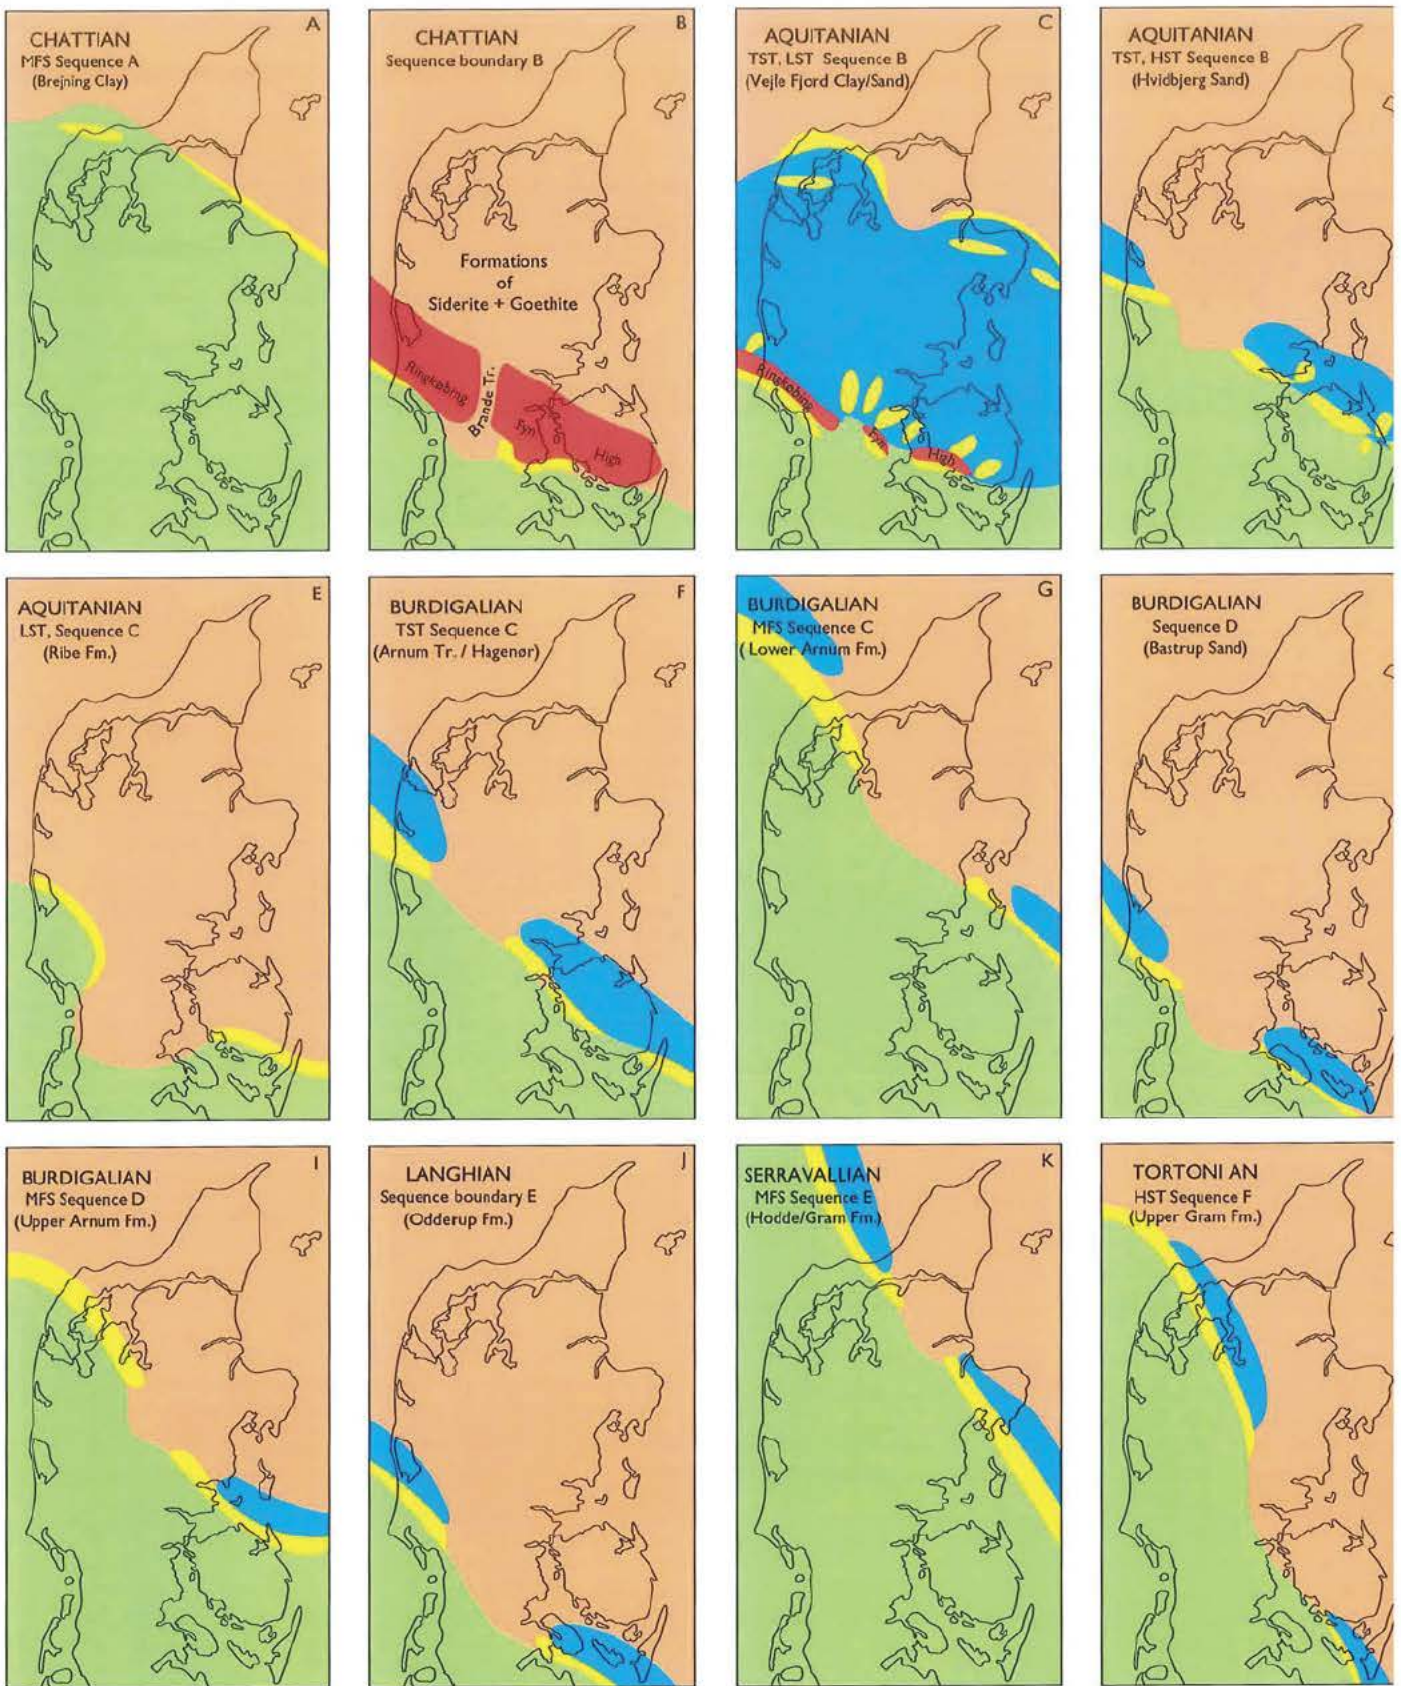 A
CHATTIAN
MFS Sequence A
(Brejning Clay)
B
CHATTIAN
Sequence boundary B
Formations
of
Siderite + Goethite
Ringkøbing
Brande Tr.
Fyn
High
C
AQUITANIAN
TST, LST Sequence B
(Vejle Fjord Clay/Sand)
Ringkøbing
Fyn
High
AQUITANIAN
TST, HST Sequence B
(Hvidbjerg Sand)
E
AQUITANIAN
LST, Sequence C
(Ribe Fm.)
F
BURDIGALIAN
TST Sequence C
(Arnum Tr. / Hagenør)
G
BURDIGALIAN
MFS Sequence C
( Lower Arnum Fm.)
BURDIGALIAN
Sequence D
(Bastrup Sand)
I
BURDIGALIAN
MFS Sequence D
(Upper Arnum Fm.)
J
LANGHIAN
Sequence boundary E
(Odderup Fm.)
K
SERRAVALLIAN
MFS Sequence E
(Hodde/Gram Fm.)
TORTONI AN
HST Sequence F
(Upper Gram Fm.)